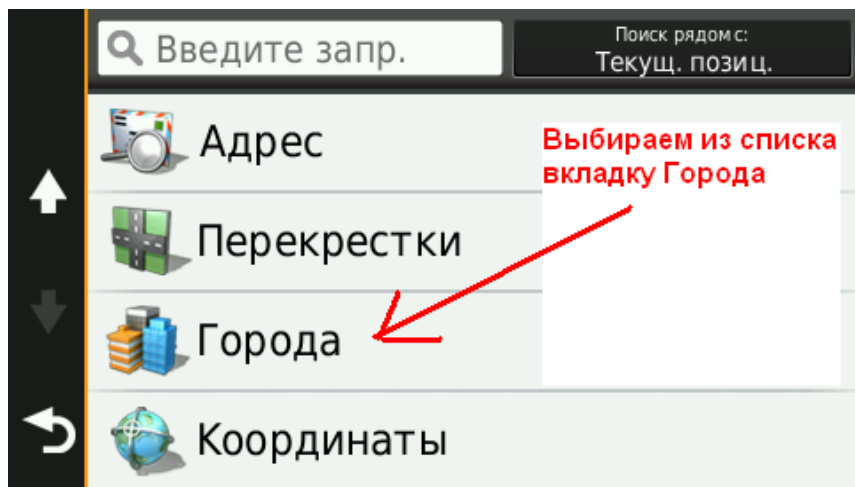 Введите запр.
Поиск рядом с:
Текущ. позиц.
Адрес
Выбираем из списка
вкладку Города
Перекрестки
Города
Координаты